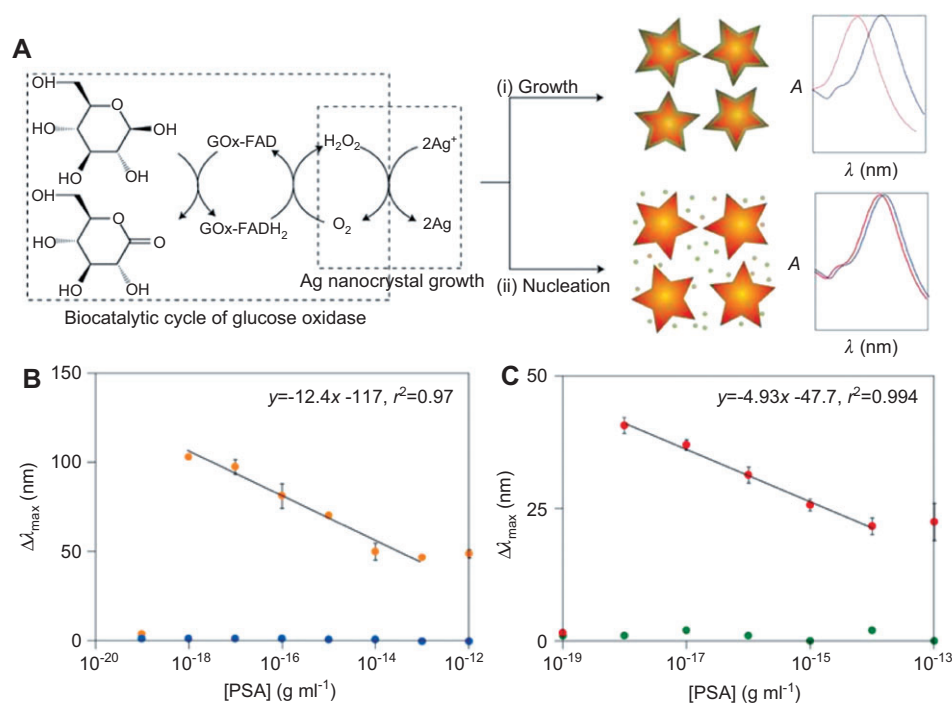 A
OH
O
HO
OH
HO
OH
OH
O
HO
O
HO
OH
GOx-FAD
GOx-FADH2
H2O2
O2
2Ag+
2Ag
Ag nanocrystal growth
Biocatalytic cycle of glucose oxidase
(i) Growth
(ii) Nucleation
A
λ (nm)
A
λ (nm)
B
y=-12.4x -117, r²=0.97
150
100
50
0
Δλmax (nm)
10⁻²⁰ 10⁻¹⁸ 10⁻¹⁶ 10⁻¹⁴ 10⁻¹²
[PSA] (g ml⁻¹)
C
y=-4.93x -47.7, r²=0.994
50
25
0
Δλmax (nm)
10⁻¹⁹ 10⁻¹⁷ 10⁻¹⁵ 10⁻¹³
[PSA] (g ml⁻¹)